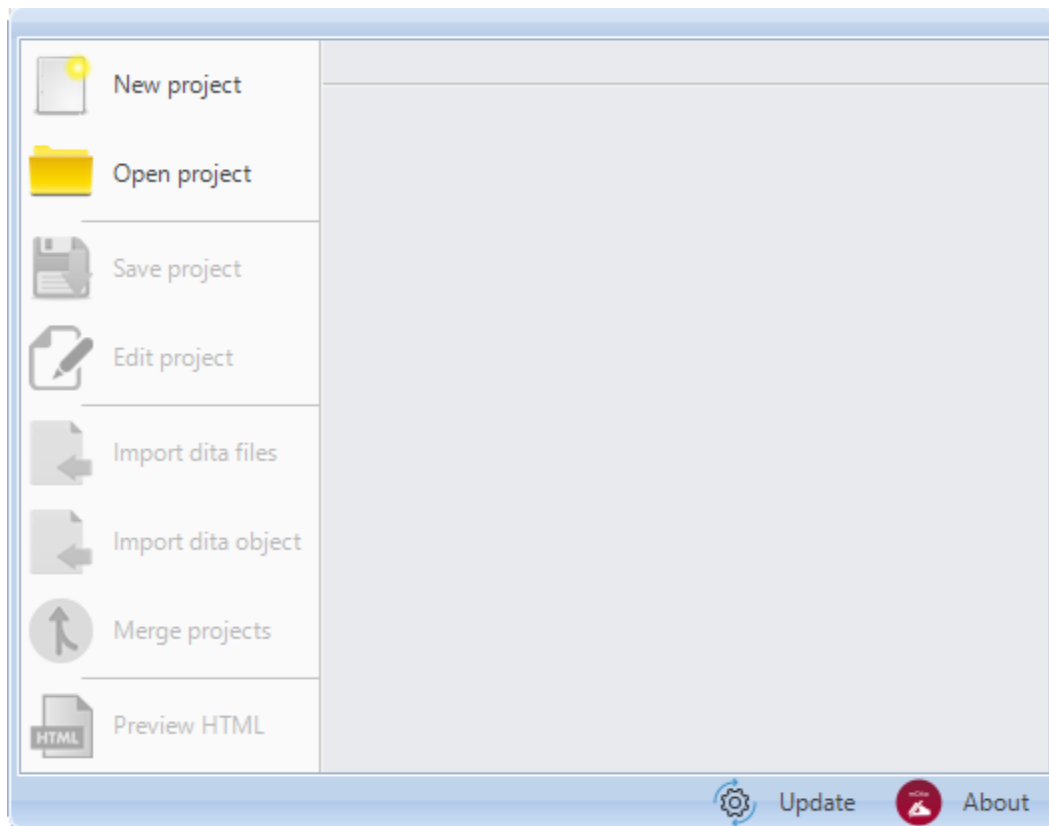 New project
Open project
Save project
Edit project
Import dita files
Import dita object
Merge projects
HTML
Preview HTML
Update
About